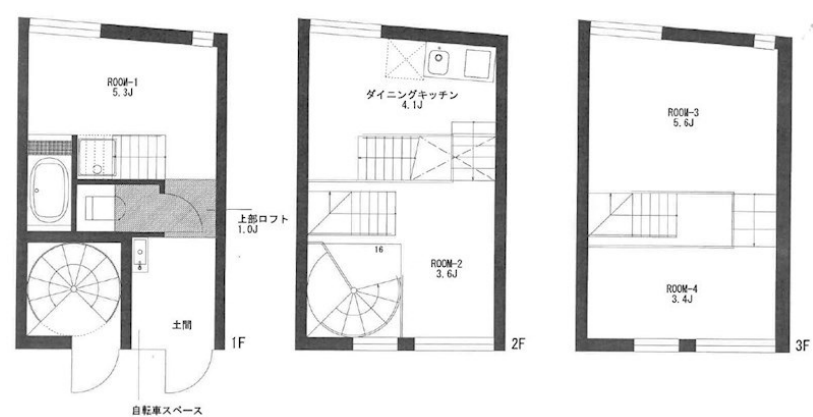 ROOM-1
5.3J
上部ロフト
1.0J
土間
1F
自転車スペース
ダイニングキッチン
4.1J
16
ROOM-2
3.6J
2F
ROOM-3
5.6J
ROOM-4
3.4J
3F